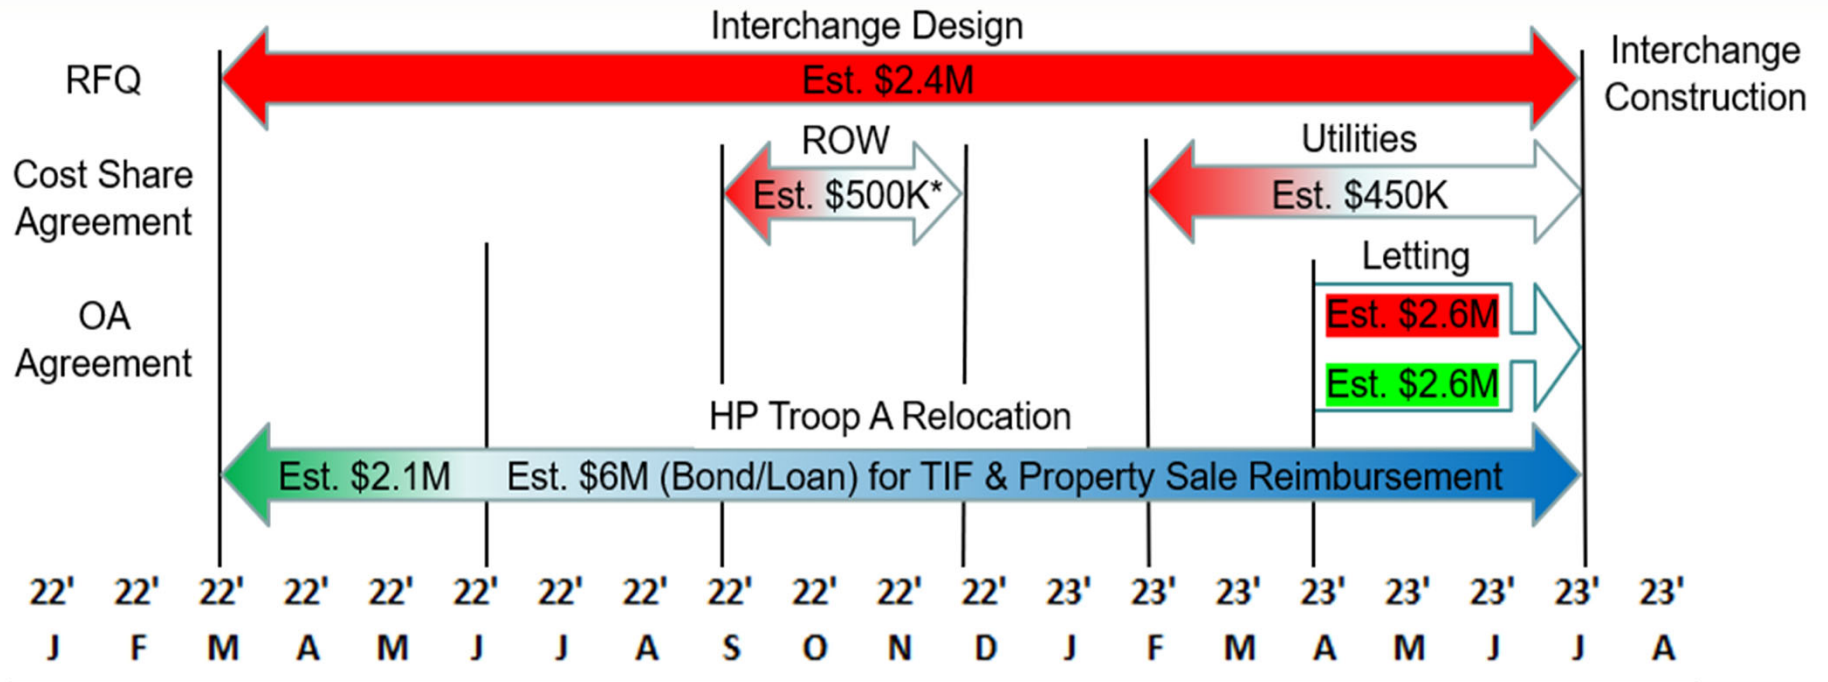 Interchange Design
RFQ
Est. $2.4M
Interchange
Construction
Cost Share
Agreement
ROW
Est. $500K*
Utilities
Est. $450K
OA
Agreement
Letting
Est. $2.6M
Est. $2.6M
HP Troop A Relocation
Est. $2.1M
Est. $6M (Bond/Loan) for TIF & Property Sale Reimbursement
22' 22' 22' 22' 22' 22' 22' 22' 22' 22' 22' 22' 23' 23' 23' 23' 23' 23' 23' 23'
J F M A M J J A S O N D J F M A M J J A